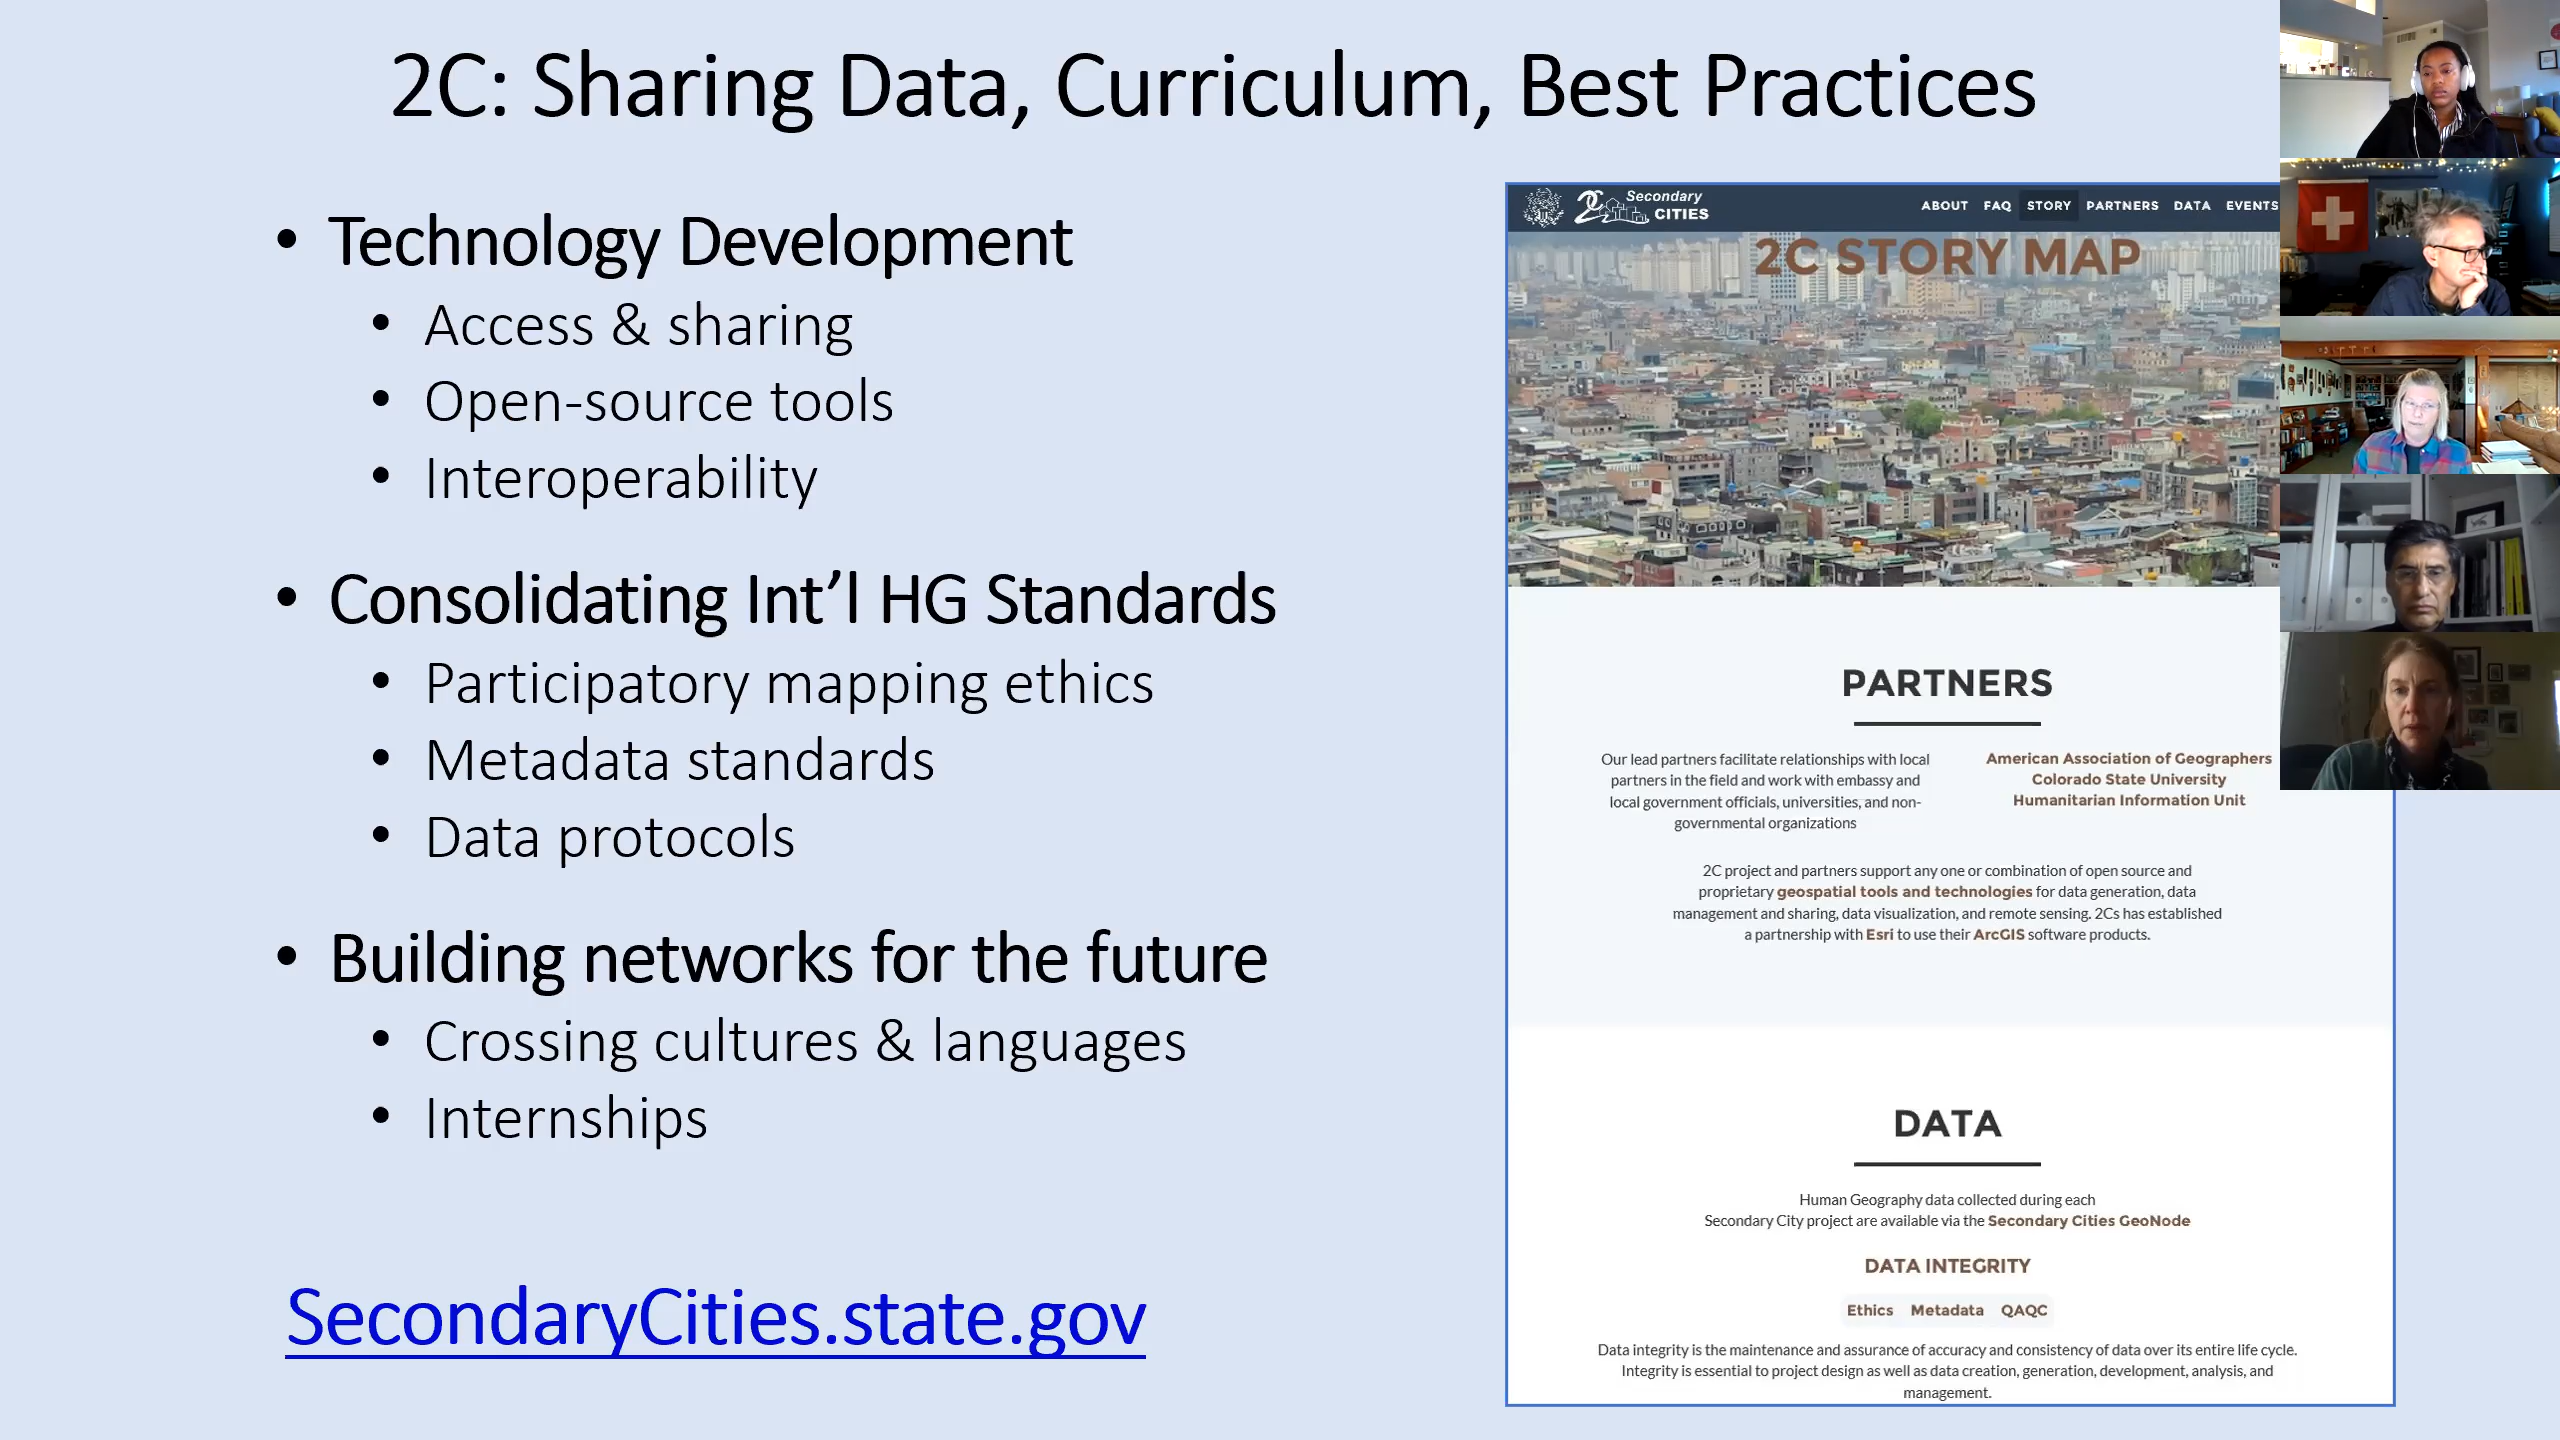 2C: Sharing Data, Curriculum, Best Practices
• Technology Development
• Access & sharing
• Open-source tools
• Interoperability
• Consolidating Int’l HG Standards
• Participatory mapping ethics
• Metadata standards
• Data protocols
• Building networks for the future
• Crossing cultures & languages
• Internships
SecondaryCities.state.gov
2C Secondary CITIES
ABOUT FAQ STORY PARTNERS DATA EVENTS
2C STORY MAP
PARTNERS
Our lead partners facilitate relationships with local
partners in the field and work with embassy and
local government officials, universities, and non-
governmental organizations
American Association of Geographers
Colorado State University
Humanitarian Information Unit
2C project and partners support any one or combination of open source and
proprietary geospatial tools and technologies for data generation, data
management and sharing, data visualization, and remote sensing. 2Cs has established
a partnership with Esri to use their ArcGIS software products.
DATA
Human Geography data collected during each
Secondary City project are available via the Secondary Cities GeoNode
DATA INTEGRITY
Ethics Metadata QAQC
Data integrity is the maintenance and assurance of accuracy and consistency of data over its entire life cycle.
Integrity is essential to project design as well as data creation, generation, development, analysis, and
management.